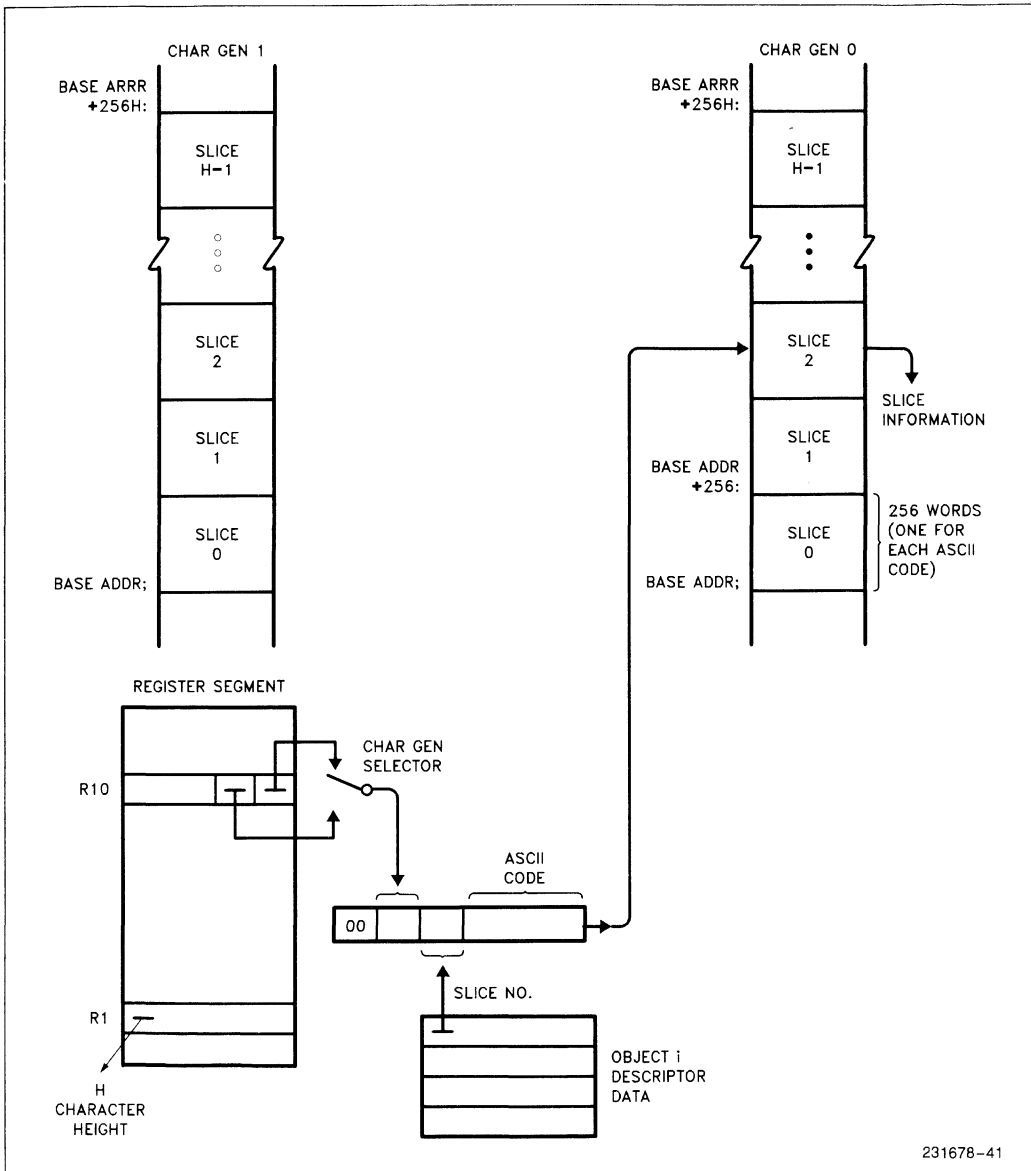 CHAR GEN 1
BASE ARRR
+256H:
SLICE
H-1
SLICE
2
SLICE
1
SLICE
0
BASE ADDR;
CHAR GEN 0
BASE ARRR
+256H:
SLICE
H-1
SLICE
2
SLICE
INFORMATION
SLICE
1
BASE ADDR
+256:
SLICE
0
256 WORDS
(ONE FOR
EACH ASCII
CODE)
BASE ADDR;
REGISTER SEGMENT
R10
CHAR GEN
SELECTOR
ASCII
CODE
00
SLICE NO.
R1
H
CHARACTER
HEIGHT
OBJECT i
DESCRIPTOR
DATA
231678-41